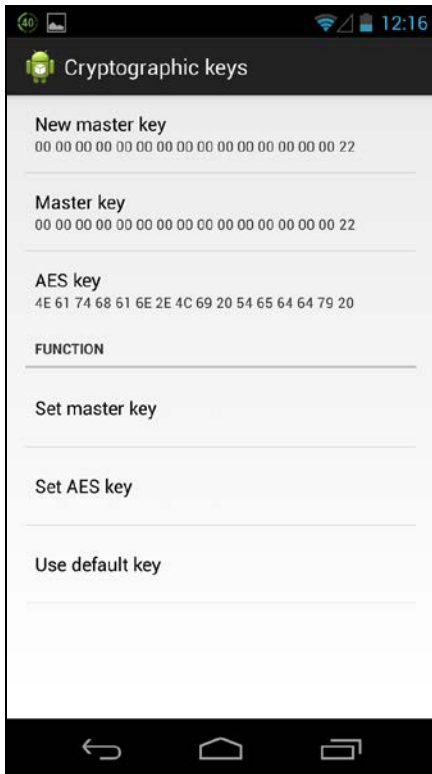 40
12:16
Cryptographic keys
New master key
00 00 00 00 00 00 00 00 00 00 00 00 00 00 00 22
Master key
00 00 00 00 00 00 00 00 00 00 00 00 00 00 00 22
AES key
4E 61 74 68 61 6E 2E 4C 69 20 54 65 64 64 79 20
FUNCTION
Set master key
Set AES key
Use default key